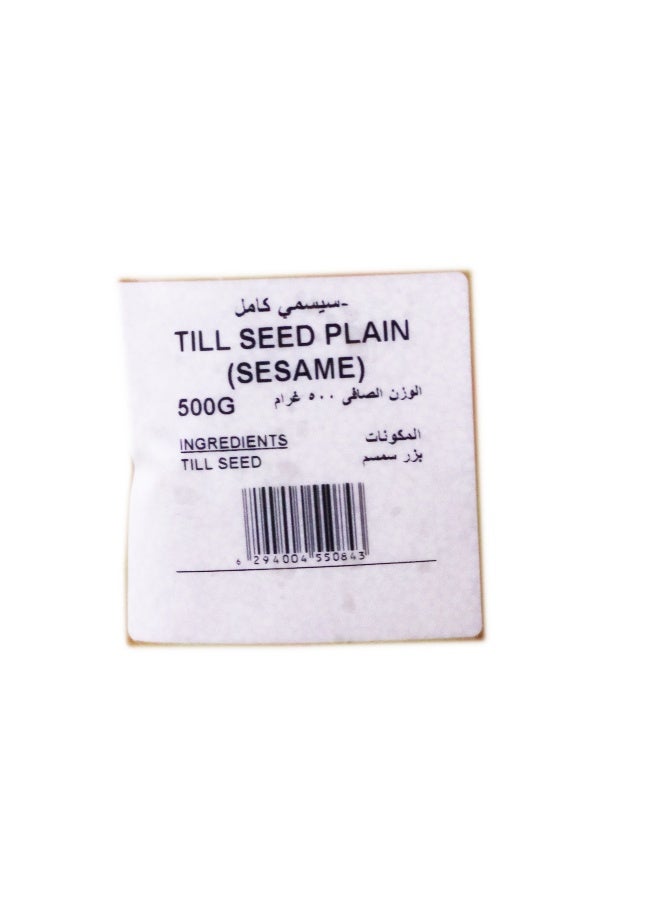 سيسمي كامل-
TILL SEED PLAIN
(SESAME)
500G الوزن الصافى ٥٠٠ غرام
INGREDIENTS المكونات
TILL SEED بزر سمسم
6 294004 550843